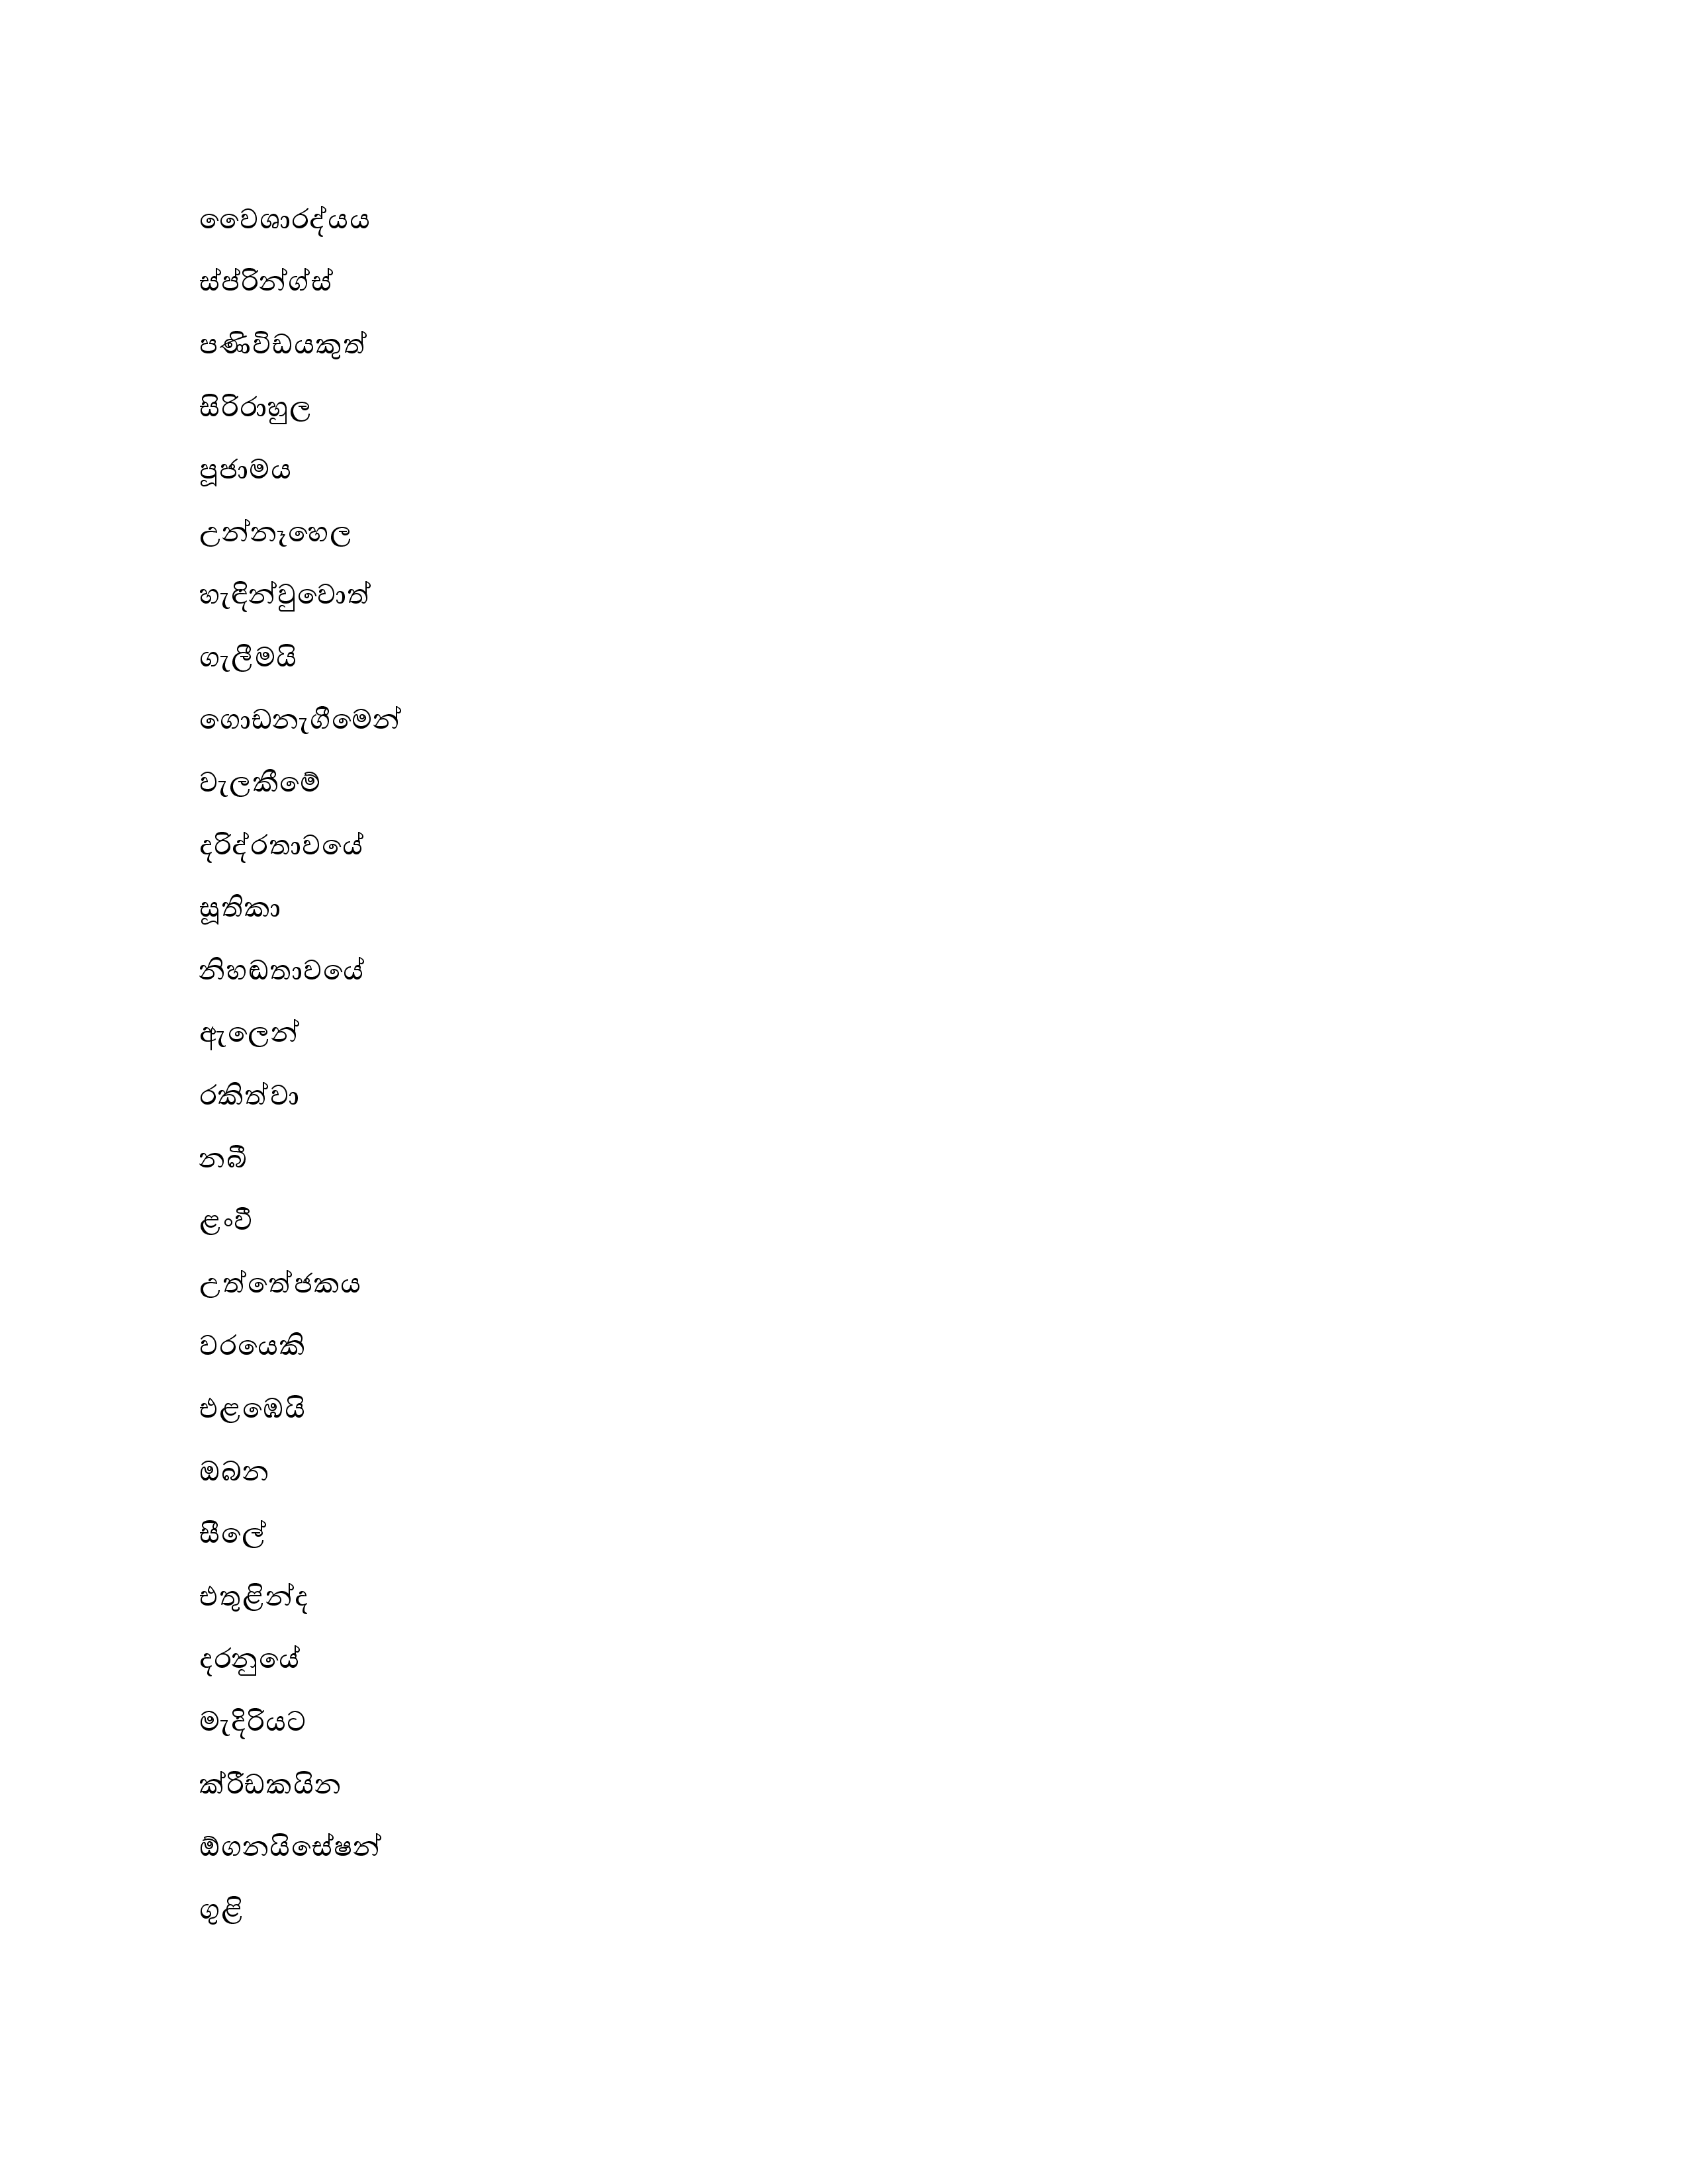 වෛශාරද්යය
ස්ප්රින්ග්ස්
පණිවිඩයකුත්
සිරිරාහුල
පූජාමය
උන්නෑහෙල
හැඳින්වුවොත්
ගැලීමයි
ගොඩනැගීමෙන්
වැලකීමේ
දරිද්රතාවයේ
සූතිකා
නිහඬතාවයේ
ඇලෙන්
රකිත්වා
නබී
ළංවී
උත්තේජකය
වරයෙකි
එළඹෙයි
ඔබන
සීලේ
එතුළින්ද
දරනුයේ
මැදිරියට
ක්රීඩකයින
ඕගනයිසේෂන්
ගුළි